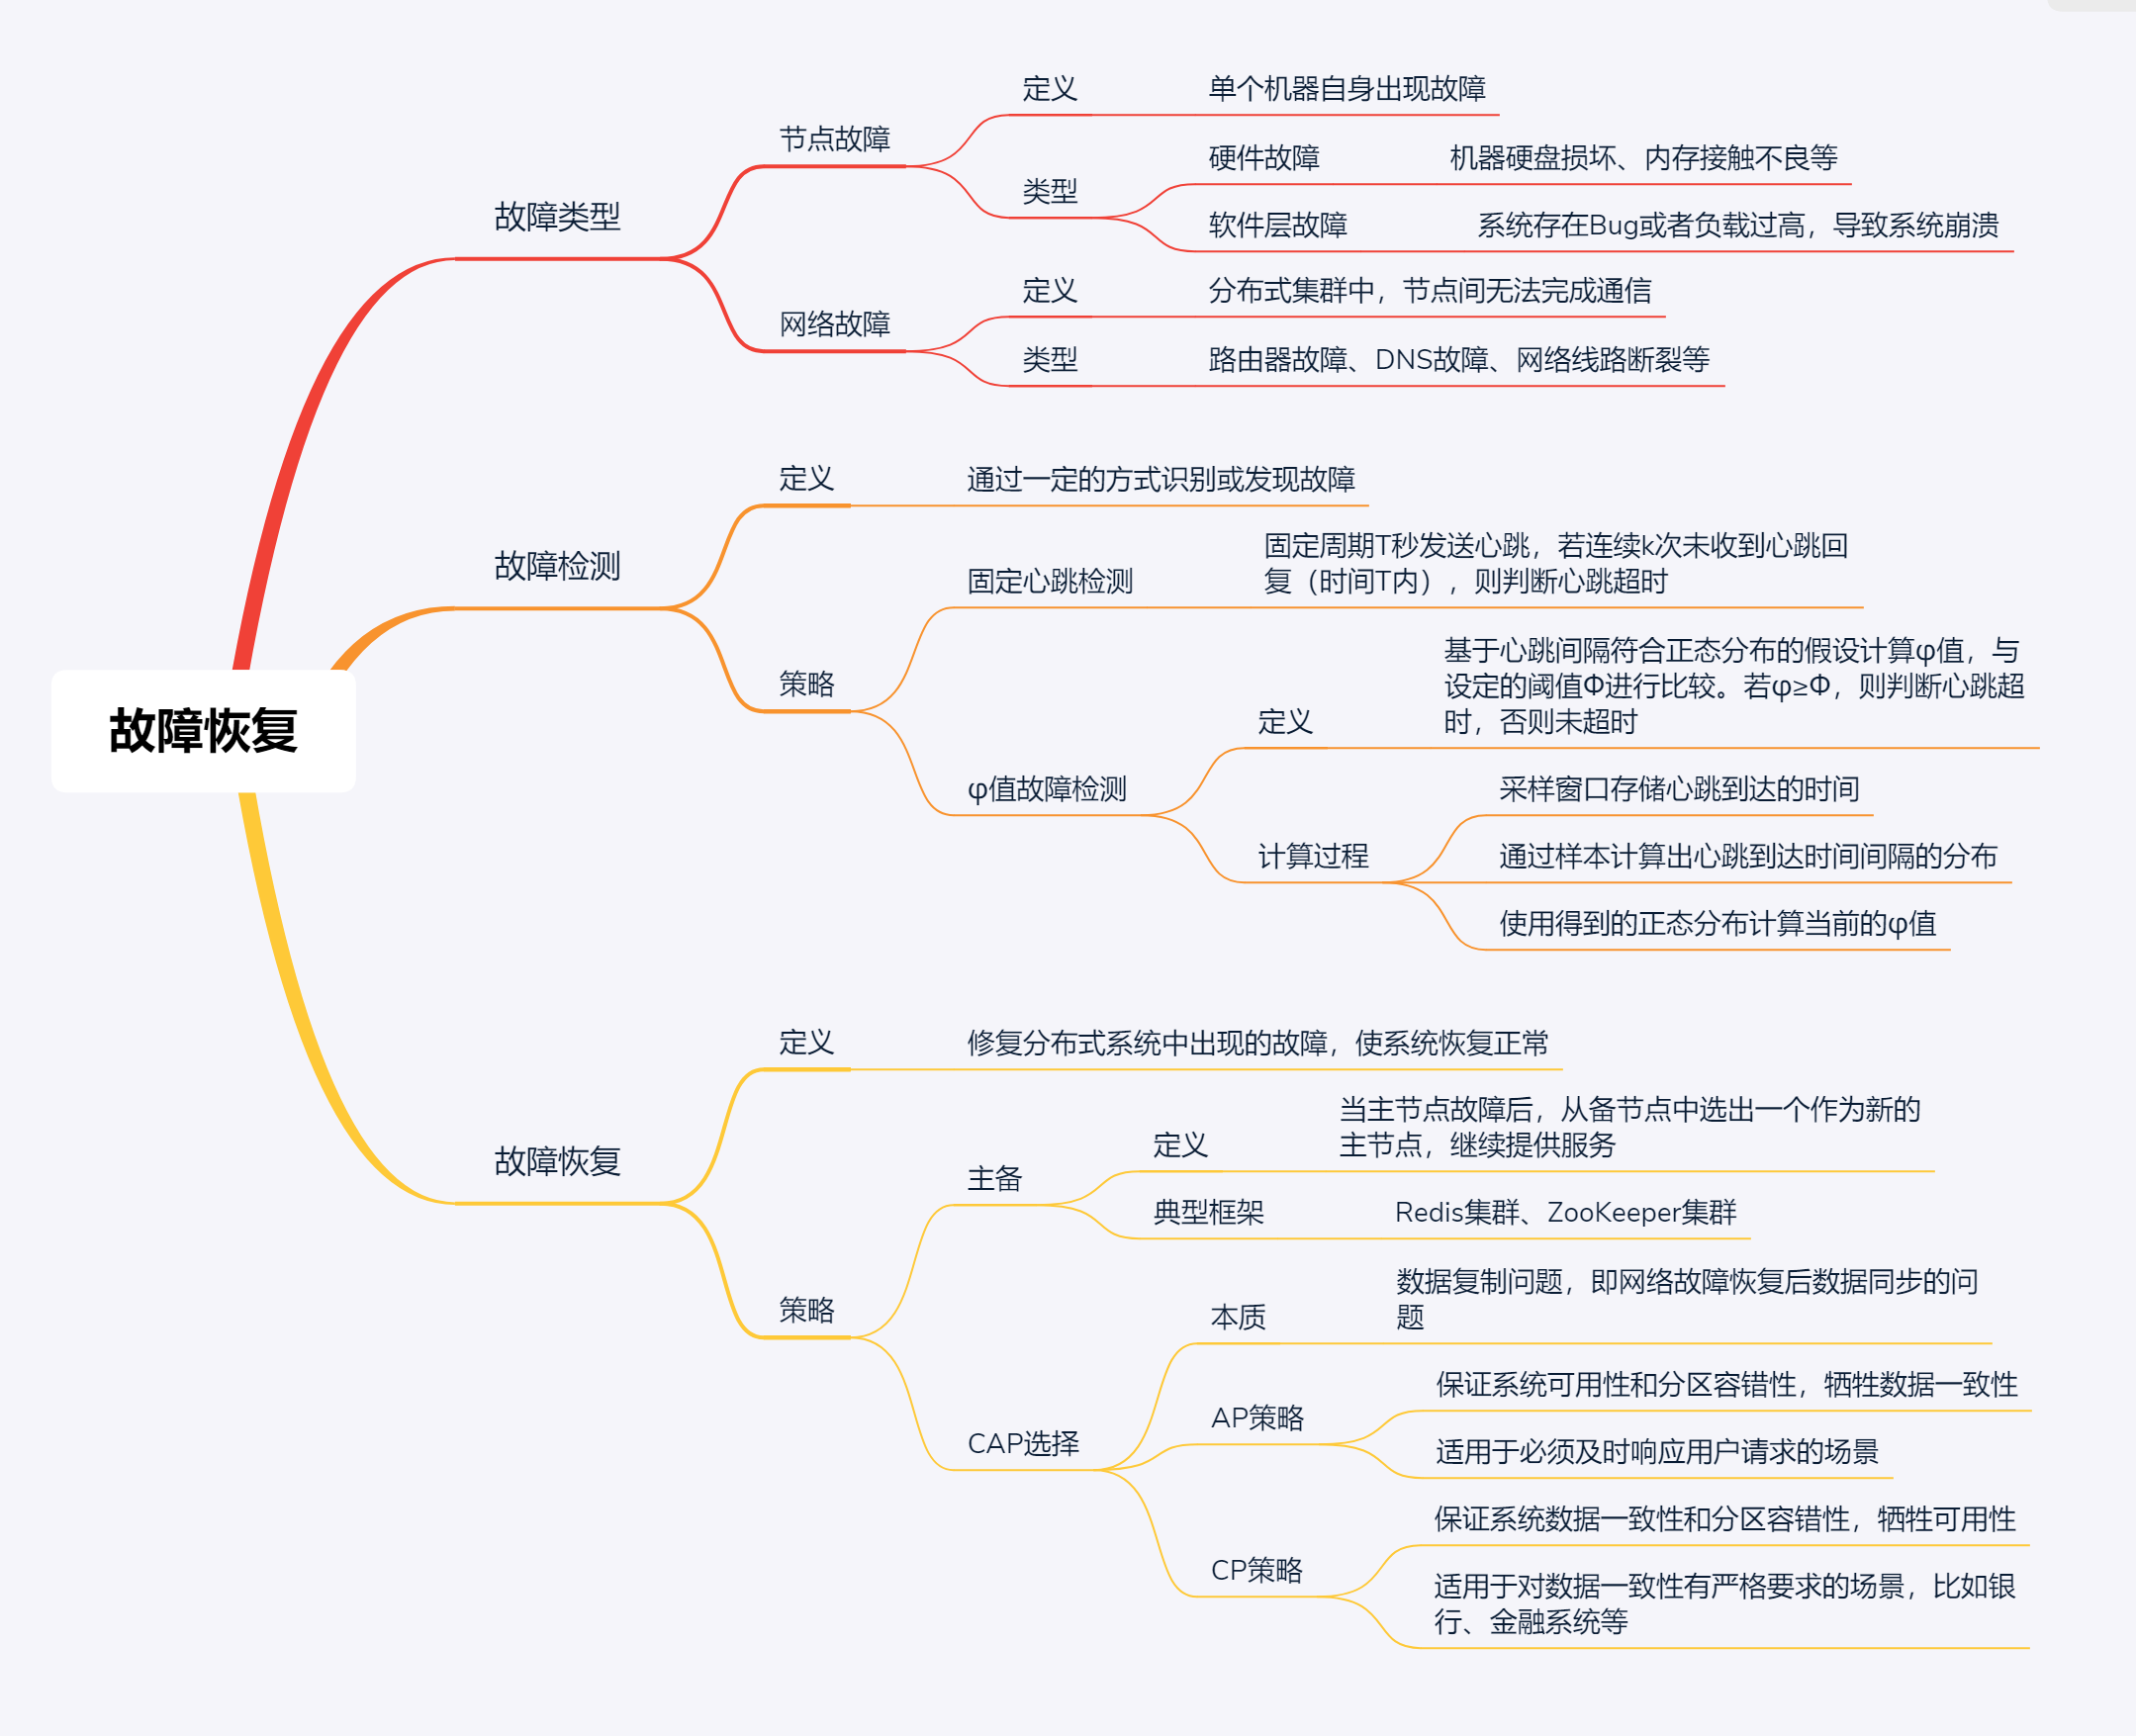 故障恢复
故障类型
节点故障
定义
单个机器自身出现故障
类型
硬件故障
机器硬盘损坏、内存接触不良等
软件层故障
系统存在Bug或者负载过高，导致系统崩溃
网络故障
定义
分布式集群中，节点间无法完成通信
类型
路由器故障、DNS故障、网络线路断裂等
故障检测
定义
通过一定的方式识别或发现故障
策略
固定心跳检测
固定周期T秒发送心跳，若连续k次未收到心跳回
复（时间T内），则判断心跳超时
φ值故障检测
定义
基于心跳间隔符合正态分布的假设计算φ值，与
设定的阈值Φ进行比较。若φ≥Φ，则判断心跳超
时，否则未超时
计算过程
采样窗口存储心跳到达的时间
通过样本计算出心跳到达时间间隔的分布
使用得到的正态分布计算当前的φ值
故障恢复
定义
修复分布式系统中出现的故障，使系统恢复正常
策略
主备
定义
当主节点故障后，从备节点中选出一个作为新的
主节点，继续提供服务
典型框架
Redis集群、ZooKeeper集群
CAP选择
本质
数据复制问题，即网络故障恢复后数据同步的问
题
AP策略
保证系统可用性和分区容错性，牺牲数据一致性
适用于必须及时响应用户请求的场景
CP策略
保证系统数据一致性和分区容错性，牺牲可用性
适用于对数据一致性有严格要求的场景，比如银
行、金融系统等